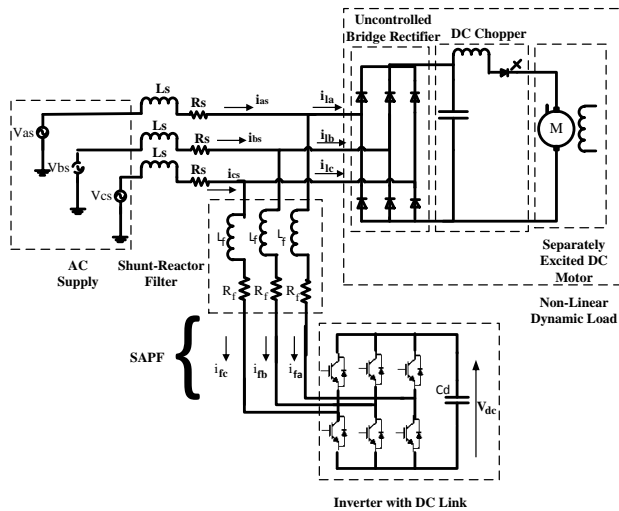 Uncontrolled
Bridge Rectifier
DC Chopper
Ls
Rs
ias
ila
Vas
Ls
Rs
ibs
ilb
M
Vbs
Ls
Rs
ics
ilc
Vcs
AC
Supply
Shunt-Reactor
Filter
Lf
Lf
Lf
Rf
Rf
Rf
Separately
Excited DC
Motor
Non-Linear
Dynamic Load
SAPF
ifc
ifb
ifa
Cd
Vdc
Inverter with DC Link